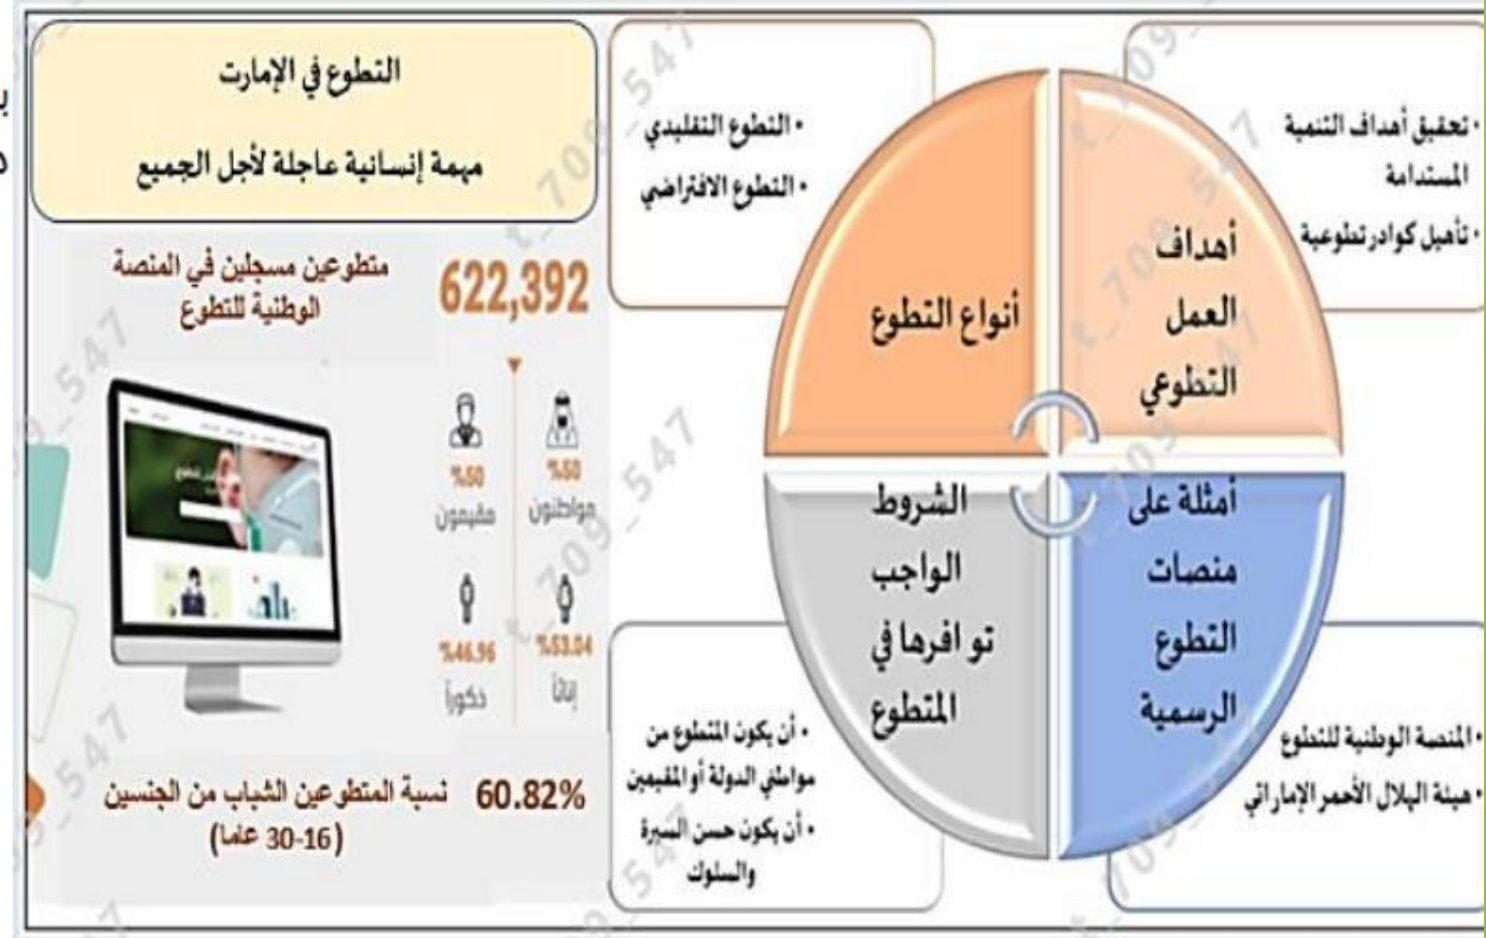 التطوع في الإمارت
مهمة إنسانية عاجلة لأجل الجميع
622,392
متطوعين مسجلين في المنصة
الوطنية للتطوع
%50
مواطنون
%50
مقيمون
%53.04
إناثاً
%46.96
ذكوراً
60.82% نسبة المتطوعين الشباب من الجنسين
(16-30 عاما)
أهداف
العمل
التطوعي
• تحقيق أهداف التنمية
المستدامة
• تأهيل كوادر تطوعية
أنواع التطوع
• التطوع التقليدي
• التطوع الافتراضي
أمثلة على
منصات
التطوع
الرسمية
• المنصة الوطنية للتطوع
• هيئة الهلال الأحمر الإماراتي
الشروط
الواجب
توافرها في
المتطوع
• أن يكون المتطوع من
مواطني الدولة أو المقيمين
• أن يكون حسن السيرة
والسلوك
t_709_547